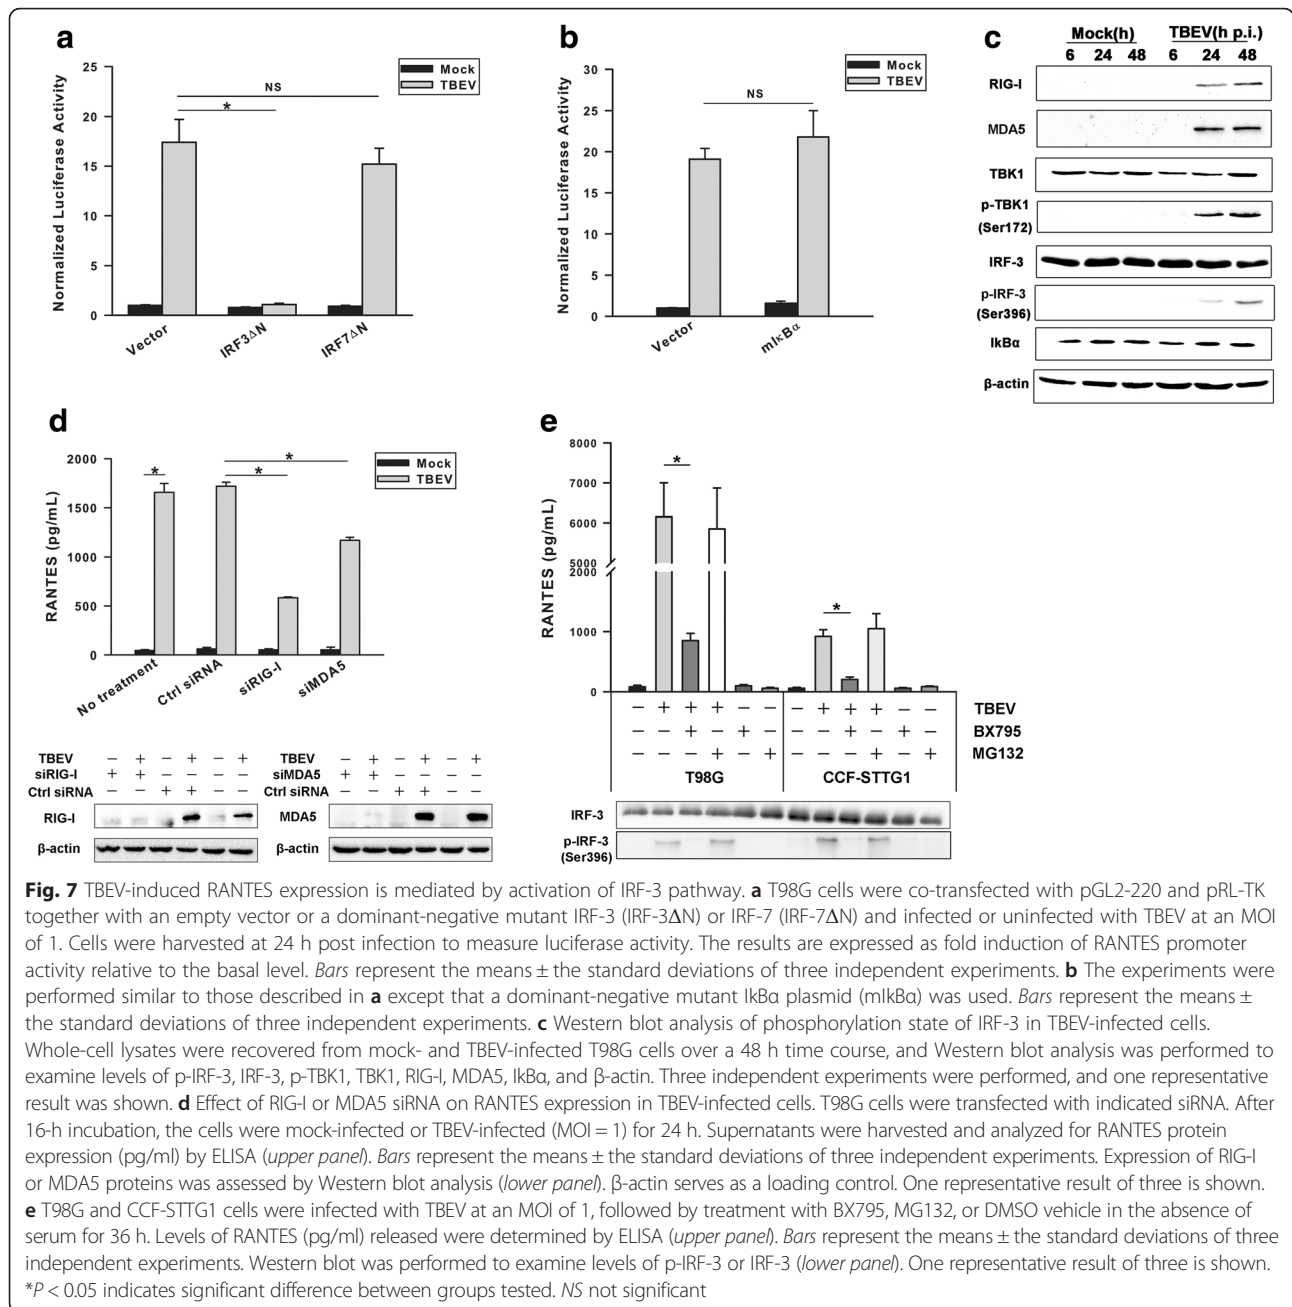 a
25
20
15
10
5
0
Normalized Luciferase Activity
Mock
TBEV
NS
*
Vector
IRF3ΔN
IRF7ΔN
b
30
25
20
15
10
5
0
Normalized Luciferase Activity
Mock
TBEV
NS
Vector
mIκBα
c
Mock(h) TBEV(h p.i.)
6 24 48 6 24 48
RIG-I
MDA5
TBK1
p-TBK1
(Ser172)
IRF-3
p-IRF-3
(Ser396)
IkBα
β-actin
d
2000
1500
1000
500
0
RANTES (pg/mL)
Mock
TBEV
* * *
No treatment
Ctrl siRNA
siRIG-I
siMDA5
TBEV − + − + − +
siRIG-I + + − − − −
Ctrl siRNA − − + + − −
RIG-I
β-actin
TBEV − + − + − +
siMDA5 + + − − − −
Ctrl siRNA − − + + − −
MDA5
β-actin
e
8000
7000
6000
5000
2000
1000
0
RANTES (pg/mL)
*
*
− + + + − − − + + + − − TBEV
− − + − + − − − + − + − BX795
− − − + − + − − − + − + MG132
T98G CCF-STTG1
IRF-3
p-IRF-3
(Ser396)
Fig. 7 TBEV-induced RANTES expression is mediated by activation of IRF-3 pathway. a T98G cells were co-transfected with pGL2-220 and pRL-TK
together with an empty vector or a dominant-negative mutant IRF-3 (IRF-3ΔN) or IRF-7 (IRF-7ΔN) and infected or uninfected with TBEV at an MOI
of 1. Cells were harvested at 24 h post infection to measure luciferase activity. The results are expressed as fold induction of RANTES promoter
activity relative to the basal level. Bars represent the means ± the standard deviations of three independent experiments. b The experiments were
performed similar to those described in a except that a dominant-negative mutant IkBα plasmid (mIkBα) was used. Bars represent the means ±
the standard deviations of three independent experiments. c Western blot analysis of phosphorylation state of IRF-3 in TBEV-infected cells.
Whole-cell lysates were recovered from mock- and TBEV-infected T98G cells over a 48 h time course, and Western blot analysis was performed to
examine levels of p-IRF-3, IRF-3, p-TBK1, TBK1, RIG-I, MDA5, IkBα, and β-actin. Three independent experiments were performed, and one representative
result was shown. d Effect of RIG-I or MDA5 siRNA on RANTES expression in TBEV-infected cells. T98G cells were transfected with indicated siRNA. After
16-h incubation, the cells were mock-infected or TBEV-infected (MOI = 1) for 24 h. Supernatants were harvested and analyzed for RANTES protein
expression (pg/ml) by ELISA (upper panel). Bars represent the means ± the standard deviations of three independent experiments. Expression of RIG-I
or MDA5 proteins was assessed by Western blot analysis (lower panel). β-actin serves as a loading control. One representative result of three is shown.
e T98G and CCF-STTG1 cells were infected with TBEV at an MOI of 1, followed by treatment with BX795, MG132, or DMSO vehicle in the absence of
serum for 36 h. Levels of RANTES (pg/ml) released were determined by ELISA (upper panel). Bars represent the means ± the standard deviations of three
independent experiments. Western blot was performed to examine levels of p-IRF-3 or IRF-3 (lower panel). One representative result of three is shown.
*P < 0.05 indicates significant difference between groups tested. NS not significant